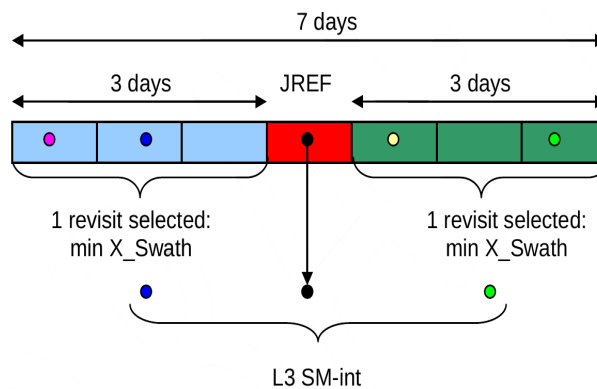 7 days
3 days
JREF
3 days
1 revisit selected:
min X_Swath
1 revisit selected:
min X_Swath
L3 SM-int